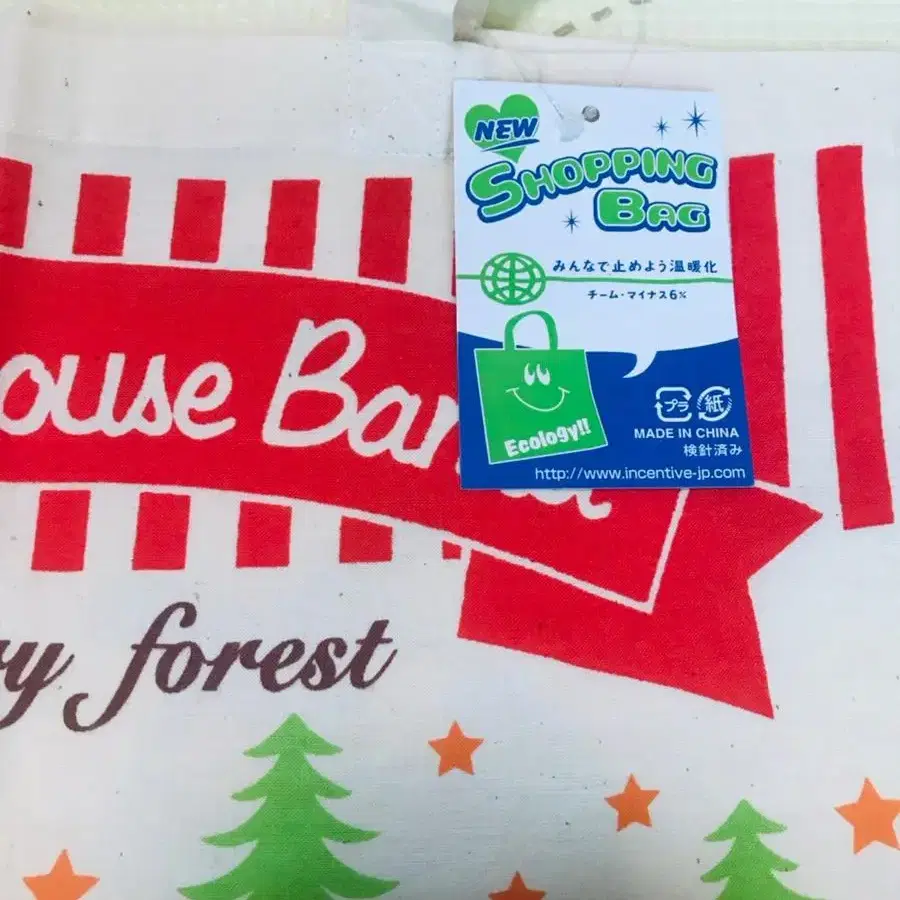 NEW
SHOPPING
BAG
みんなで止めよう温暖化
チーム・マイナス6%
Ecology!!
プラ 紙
MADE IN CHINA
検針済み
http://www.incentive-jp.com
ouse Bar
forest